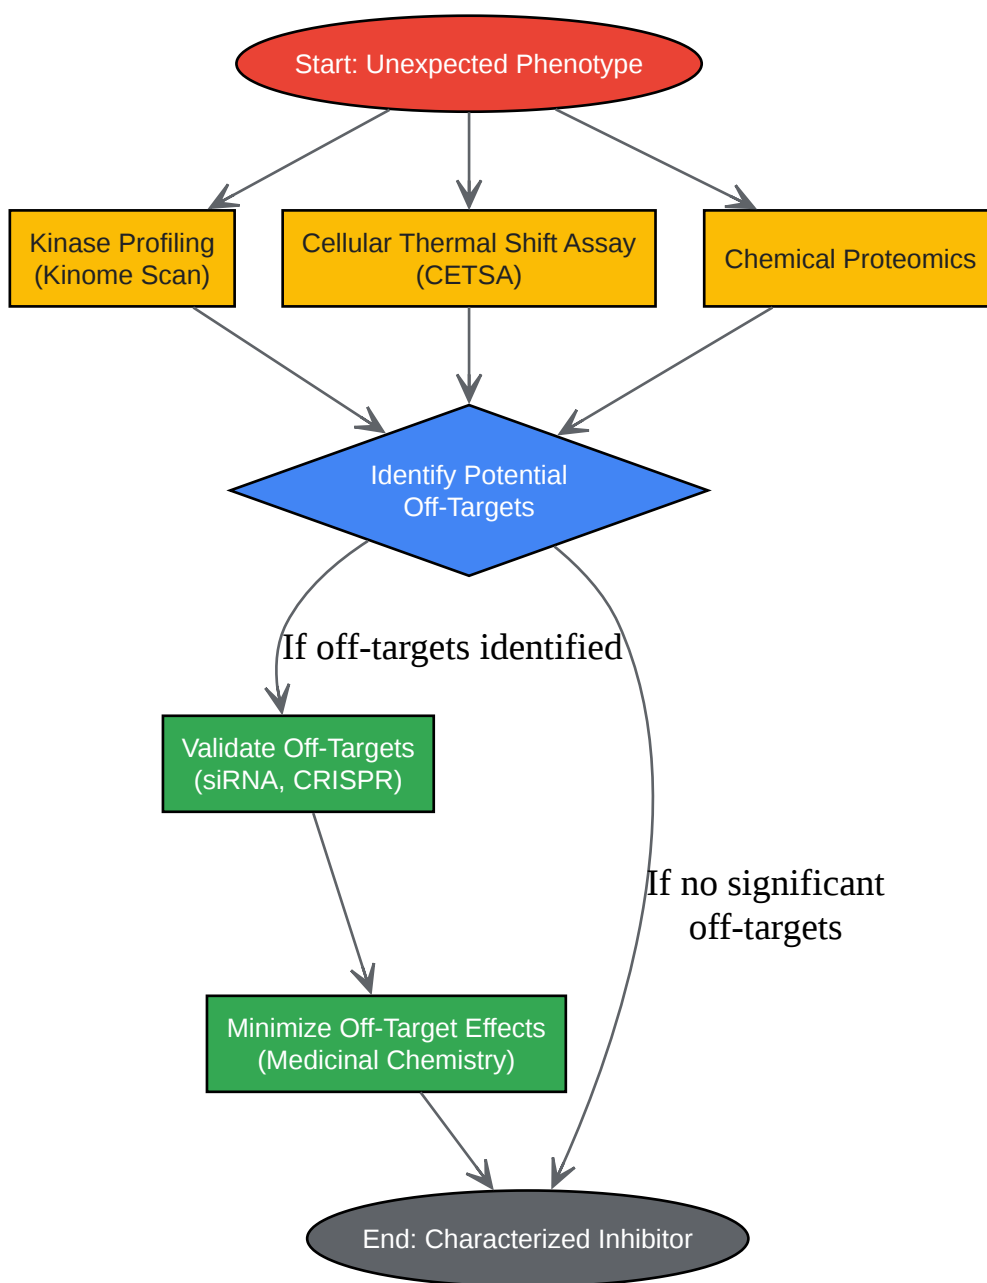 Start: Unexpected Phenotype
Kinase Profiling
(Kinome Scan)
Cellular Thermal Shift Assay
(CETSA)
Chemical Proteomics
Identify Potential
Off-Targets
If off-targets identified
Validate Off-Targets
(siRNA, CRISPR)
If no significant
off-targets
Minimize Off-Target Effects
(Medicinal Chemistry)
End: Characterized Inhibitor